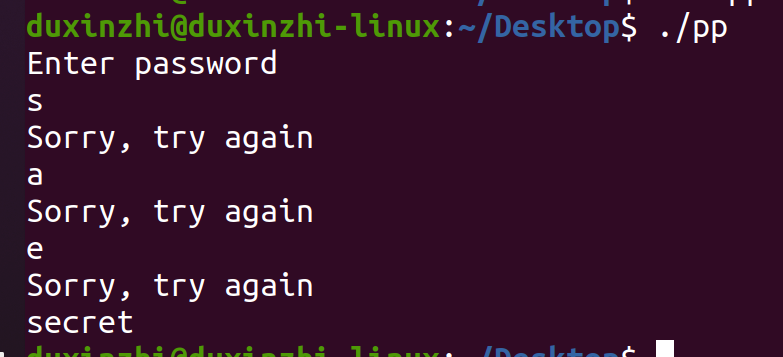 duxinzhi@duxinzhi-linux:~/Desktop$ ./pp
Enter password
s
Sorry, try again
a
Sorry, try again
e
Sorry, try again
secret
duxinzhi@duxinzhi-linux:~/Desktop$